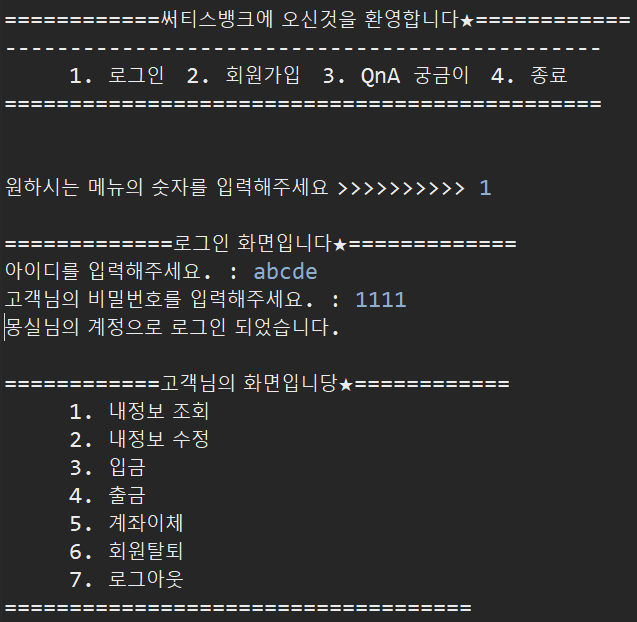 ============써티스뱅크에 오신것을 환영합니다★============
----------------------------------------------
1. 로그인 2. 회원가입 3. QnA 궁금이 4. 종료
===============================================
원하시는 메뉴의 숫자를 입력해주세요 >>>>>>>>>> 1
=============로그인 화면입니다★=============
아이디를 입력해주세요. : abcde
고객님의 비밀번호를 입력해주세요. : 1111
몽실님의 계정으로 로그인 되었습니다.
============고객님의 화면입니당★============
1. 내정보 조회
2. 내정보 수정
3. 입금
4. 출금
5. 계좌이체
6. 회원탈퇴
7. 로그아웃
====================================